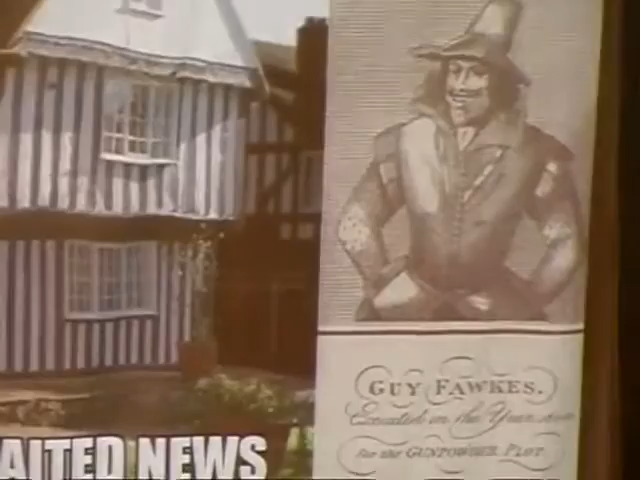 GUY FAWKES.
Executed in the Year
for the GUNPOWDER PLOT
AITED NEWS